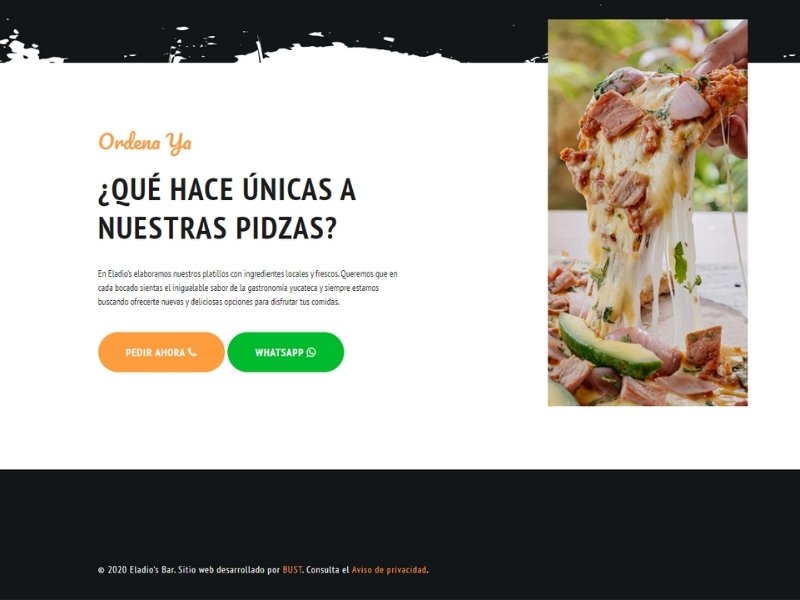 Ordena Ya
¿QUÉ HACE ÚNICAS A
NUESTRAS PIDZAS?
En Eladio's elaboramos nuestros platillos con ingredientes locales y frescos. Queremos que en
cada bocado sientas el inigualable sabor de la gastronomía yucateca y siempre estamos
buscando ofrecerte nuevas y deliciosas opciones para disfrutar tus comidas.
PEDIR AHORA
WHATSAPP
© 2020 Eladio's Bar. Sitio web desarrollado por BUST. Consulta el Aviso de privacidad.